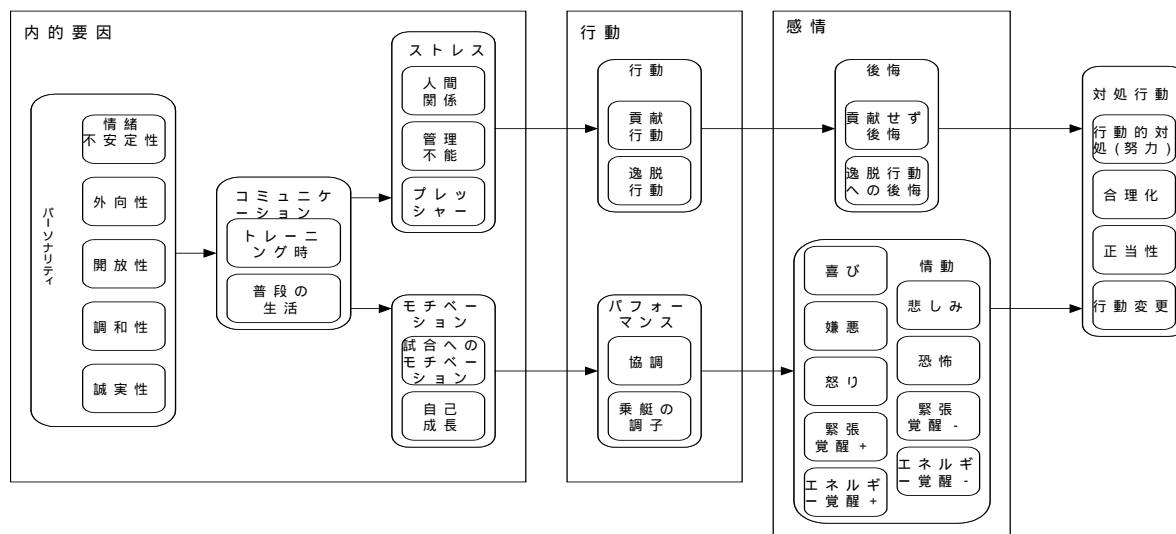 内的要因
パーソナリティ
情緒
不安定性
外向性
開放性
調和性
誠実性
コミュニケ
ーション
トレーニ
ング時
普段の
生活
ストレス
人間
関係
管理
不能
プレッ
シャー
モチベ
ーション
試合への
モチベー
ション
自己
成長
行動
行動
貢献
行動
逸脱
行動
パフォー
マンス
協調
乗艇の
調子
感情
後悔
貢献せず
後悔
逸脱行動
への後悔
情動
喜び
嫌悪
怒り
緊張
覚醒+
エネルギ
ー覚醒+
悲しみ
恐怖
緊張
覚醒-
エネルギ
ー覚醒-
対処行動
行動的対
処(努力)
合理化
正当性
行動変更